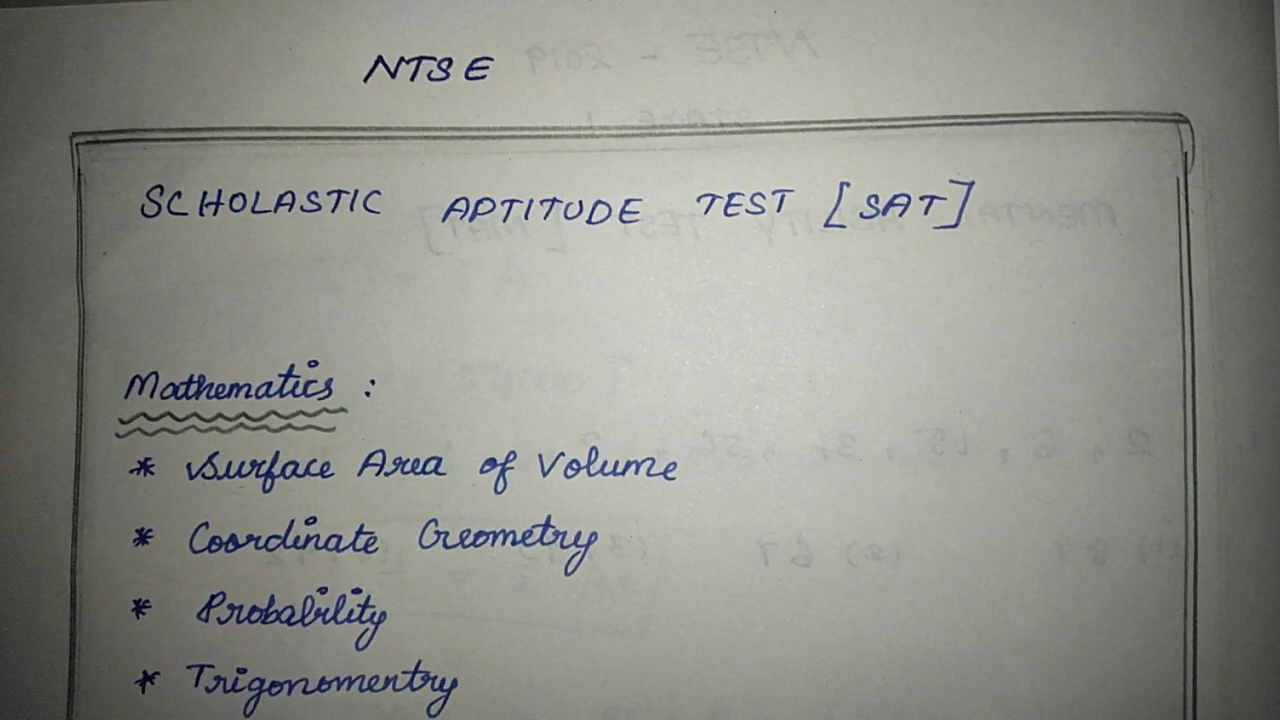 NTSE
SCHOLASTIC APTITUDE TEST [SAT]
Mathematics :
* Surface Area of Volume
* Coordinate Geometry
* Probability
* Trigonomentry